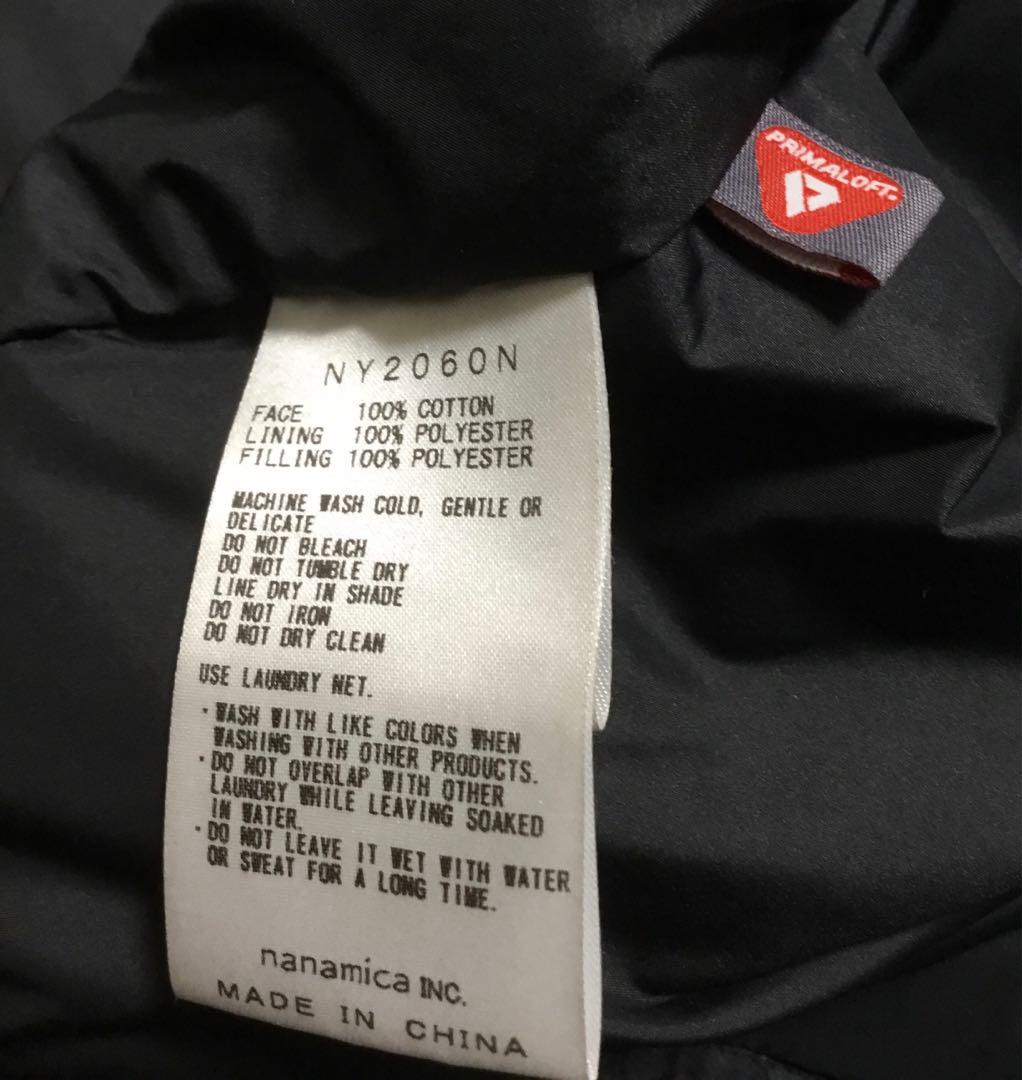 PRIMALOFT®
NY2060N
FACE 100% COTTON
LINING 100% POLYESTER
FILLING 100% POLYESTER
MACHINE WASH COLD, GENTLE OR
DELICATE
DO NOT BLEACH
DO NOT TUMBLE DRY
LINE DRY IN SHADE
DO NOT IRON
DO NOT DRY CLEAN
USE LAUNDRY NET.
・WASH WITH LIKE COLORS WHEN
WASHING WITH OTHER PRODUCTS.
・DO NOT OVERLAP WITH OTHER
LAUNDRY WHILE LEAVING SOAKED
IN WATER.
・DO NOT LEAVE IT WET WITH WATER
OR SWEAT FOR A LONG TIME.
nanamica INC.
MADE IN CHINA